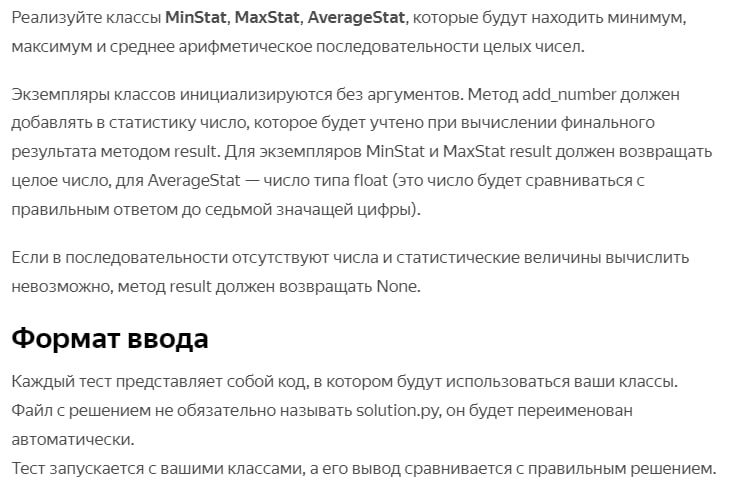 Реализуйте классы MinStat, MaxStat, AverageStat, которые будут находить минимум,
максимум и среднее арифметическое последовательности целых чисел.
Экземпляры классов инициализируются без аргументов. Метод add_number должен
добавлять в статистику число, которое будет учтено при вычислении финального
результата методом result. Для экземпляров MinStat и MaxStat result должен возвращать
целое число, для AverageStat — число типа float (это число будет сравниваться с
правильным ответом до седьмой значащей цифры).
Если в последовательности отсутствуют числа и статистические величины вычислить
невозможно, метод result должен возвращать None.
Формат ввода
Каждый тест представляет собой код, в котором будут использоваться ваши классы.
Файл с решением не обязательно называть solution.py, он будет переименован
автоматически.
Тест запускается с вашими классами, а его вывод сравнивается с правильным решением.